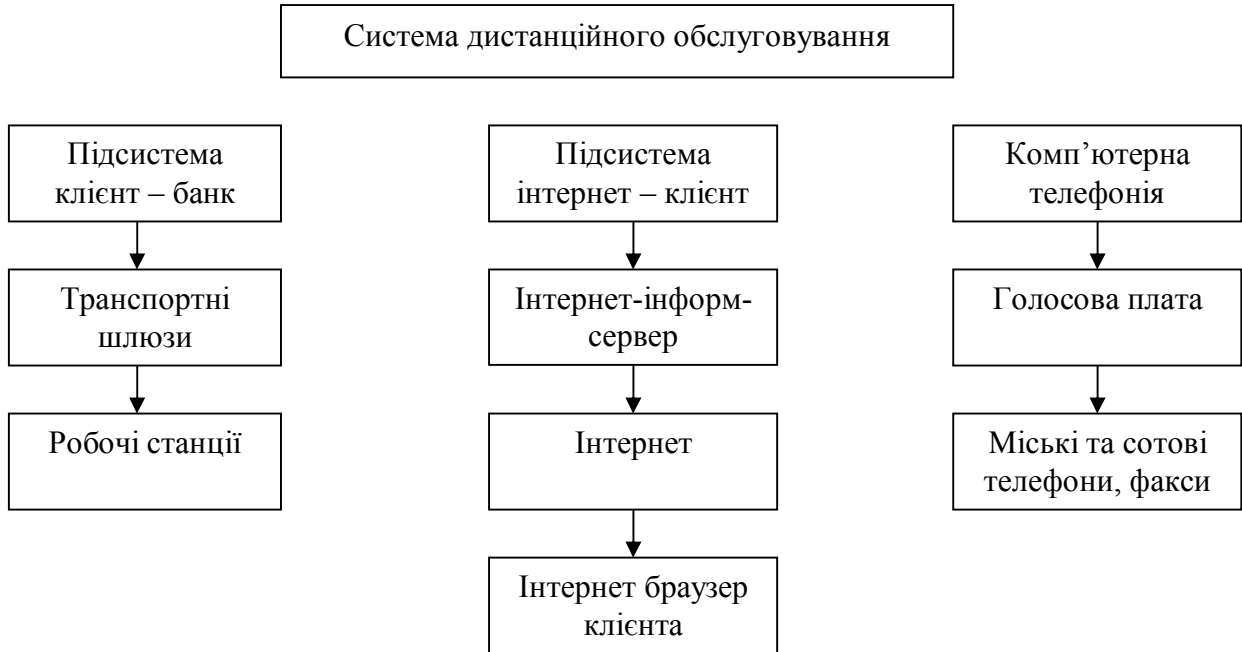 Система дистанційного обслуговування
Підсистема
клієнт – банк
Підсистема
інтернет – клієнт
Комп’ютерна
телефонія
Транспортні
шлюзи
Інтернет-інформ-
сервер
Голосова плата
Робочі станції
Інтернет
Міські та сотові
телефони, факси
Інтернет браузер
клієнта